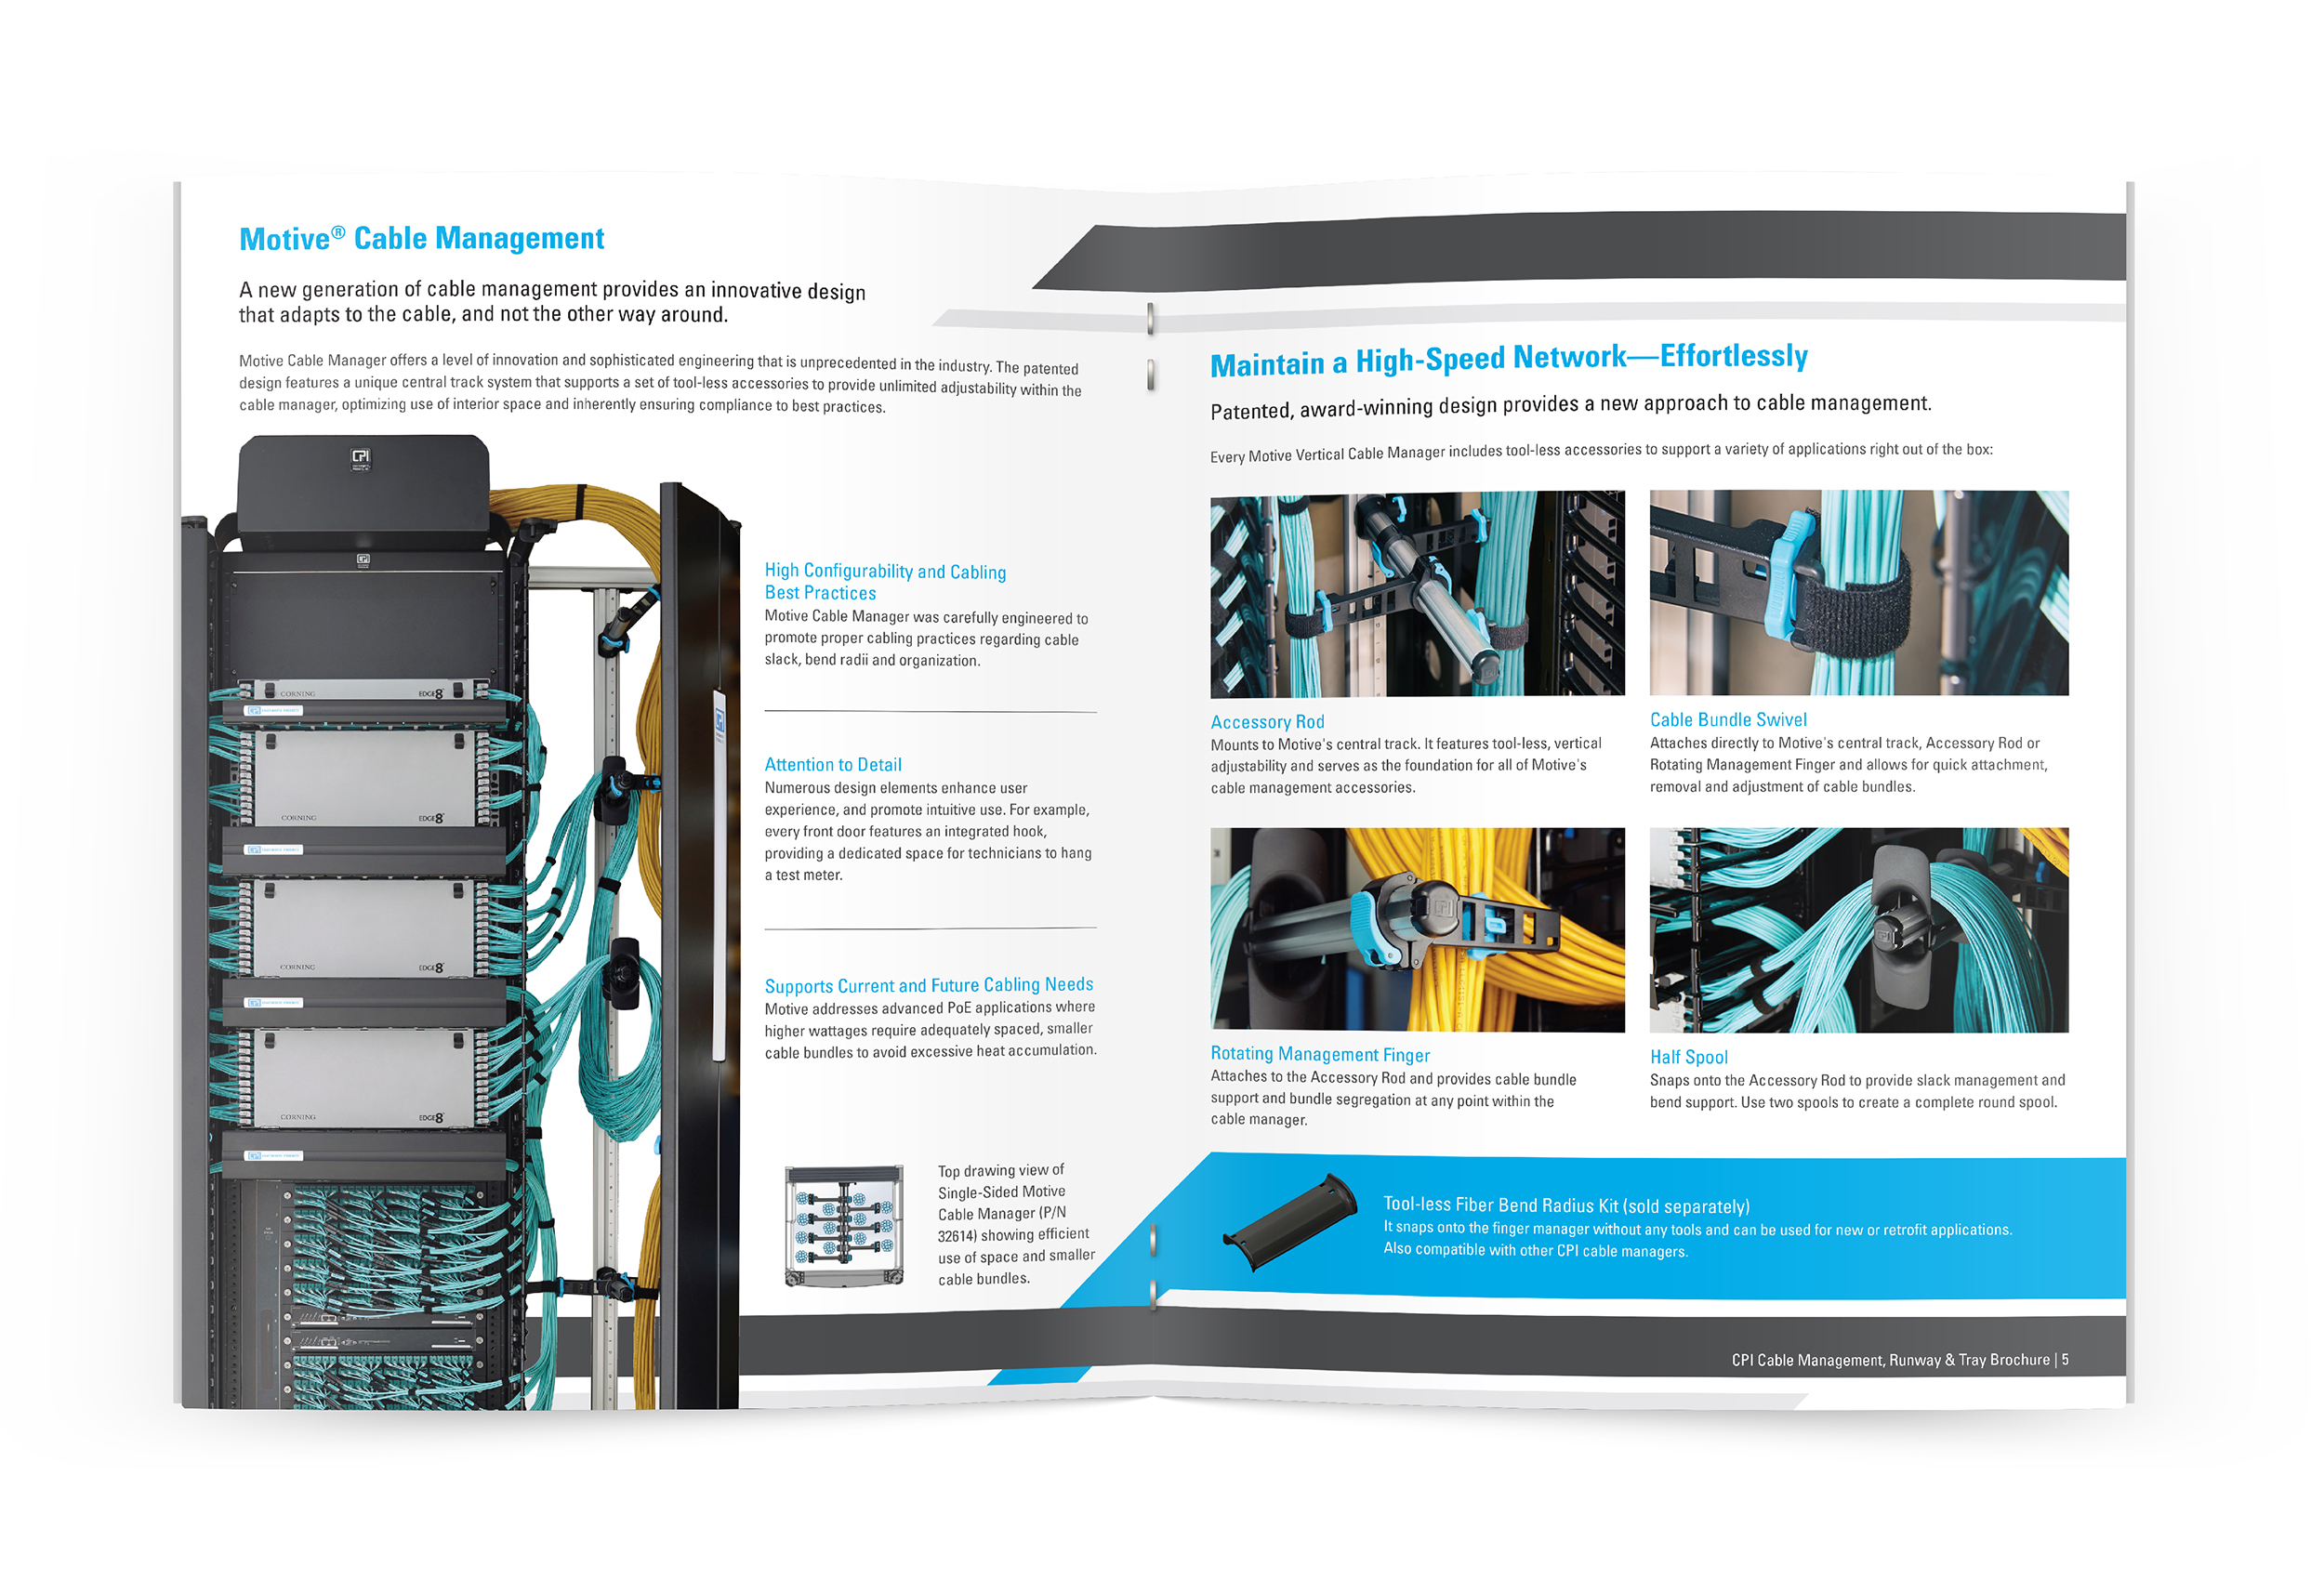 Motive® Cable Management
A new generation of cable management provides an innovative design
that adapts to the cable, and not the other way around.
Motive Cable Manager offers a level of innovation and sophisticated engineering that is unprecedented in the industry. The patented
design features a unique central track system that supports a set of tool-less accessories to provide unlimited adjustability within the
cable manager, optimizing use of interior space and inherently ensuring compliance to best practices.
CPI
CORNING EDGE8
CORNING EDGE8
CORNING EDGE8
CORNING EDGE8
High Configurability and Cabling
Best Practices
Motive Cable Manager was carefully engineered to
promote proper cabling practices regarding cable
slack, bend radii and organization.
Attention to Detail
Numerous design elements enhance user
experience, and promote intuitive use. For example,
every front door features an integrated hook,
providing a dedicated space for technicians to hang
a test meter.
Supports Current and Future Cabling Needs
Motive addresses advanced PoE applications where
higher wattages require adequately spaced, smaller
cable bundles to avoid excessive heat accumulation.
Top drawing view of
Single-Sided Motive
Cable Manager (P/N
32614) showing efficient
use of space and smaller
cable bundles.
Maintain a High-Speed Network—Effortlessly
Patented, award-winning design provides a new approach to cable management.
Every Motive Vertical Cable Manager includes tool-less accessories to support a variety of applications right out of the box:
Accessory Rod
Mounts to Motive's central track. It features tool-less, vertical
adjustability and serves as the foundation for all of Motive's
cable management accessories.
Cable Bundle Swivel
Attaches directly to Motive's central track, Accessory Rod or
Rotating Management Finger and allows for quick attachment,
removal and adjustment of cable bundles.
CPI
CPI
Rotating Management Finger
Attaches to the Accessory Rod and provides cable bundle
support and bundle segregation at any point within the
cable manager.
Half Spool
Snaps onto the Accessory Rod to provide slack management and
bend support. Use two spools to create a complete round spool.
Tool-less Fiber Bend Radius Kit (sold separately)
It snaps onto the finger manager without any tools and can be used for new or retrofit applications.
Also compatible with other CPI cable managers.
CPI Cable Management, Runway & Tray Brochure | 5